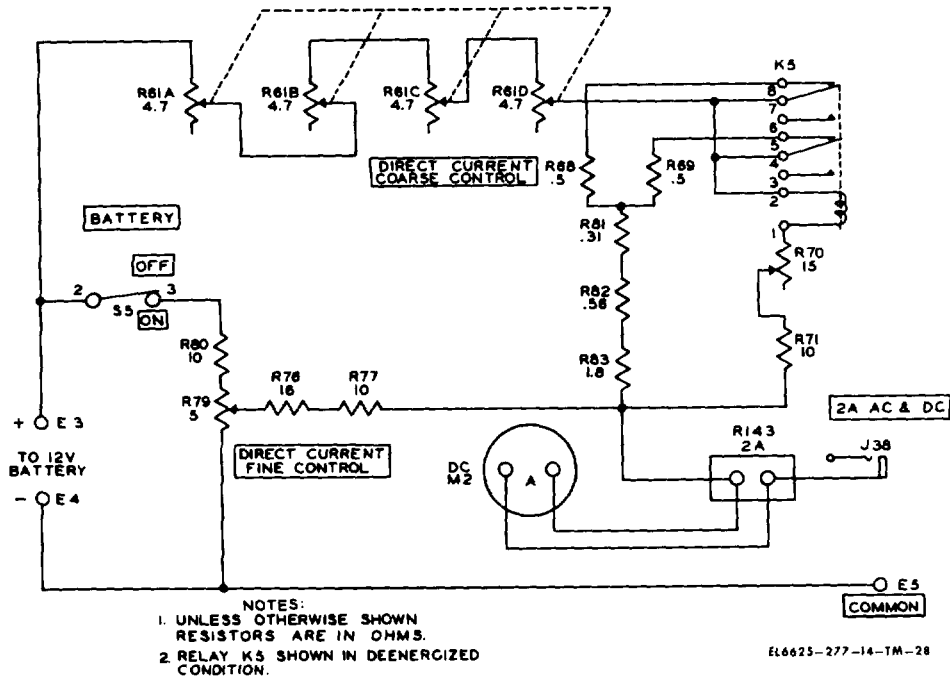 K5
R61A
4.7
R61B
4.7
R61C
4.7
R61D
4.7
8
7
6
5
4
3
2
1
DIRECT CURRENT
COARSE CONTROL
R68
.5
R69
.5
BATTERY
R81
.31
R70
15
OFF
2
3
S5
ON
R82
.56
R80
10
R83
1.8
R71
10
R79
5
R76
16
R77
10
2A AC & DC
+ E3
TO 12V
BATTERY
- E4
DIRECT CURRENT
FINE CONTROL
DC
M2
A
R143
2A
J38
E5
COMMON
NOTES:
1. UNLESS OTHERWISE SHOWN
RESISTORS ARE IN OHMS.
2. RELAY K5 SHOWN IN DEENERGIZED
CONDITION.
EL6625-277-14-TM-28